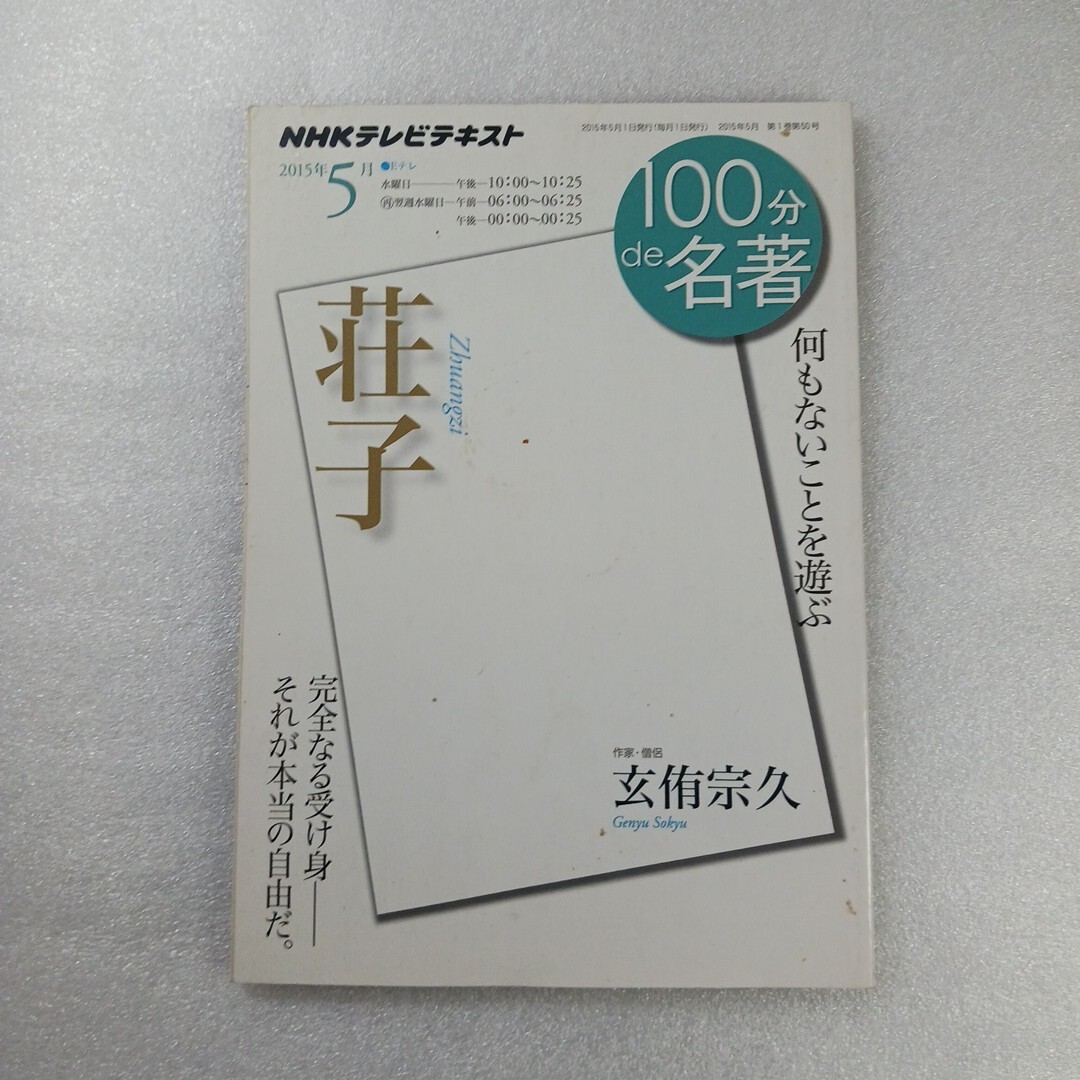 NHKテレビテキスト
2015年5月1日発行(毎月1日発行) 2015年5月 第1巻第50号
2015年5月
Eテレ
水曜日――午後―10:00~10:25
再翌週水曜日―午前―06:00~06:25
午後―00:00~00:25
100分
de名著
荘子
Zhuangzi
何もないことを遊ぶ
完全なる受け身――
それが本当の自由だ。
作家・僧侶
玄侑宗久
Genyu Sokyu